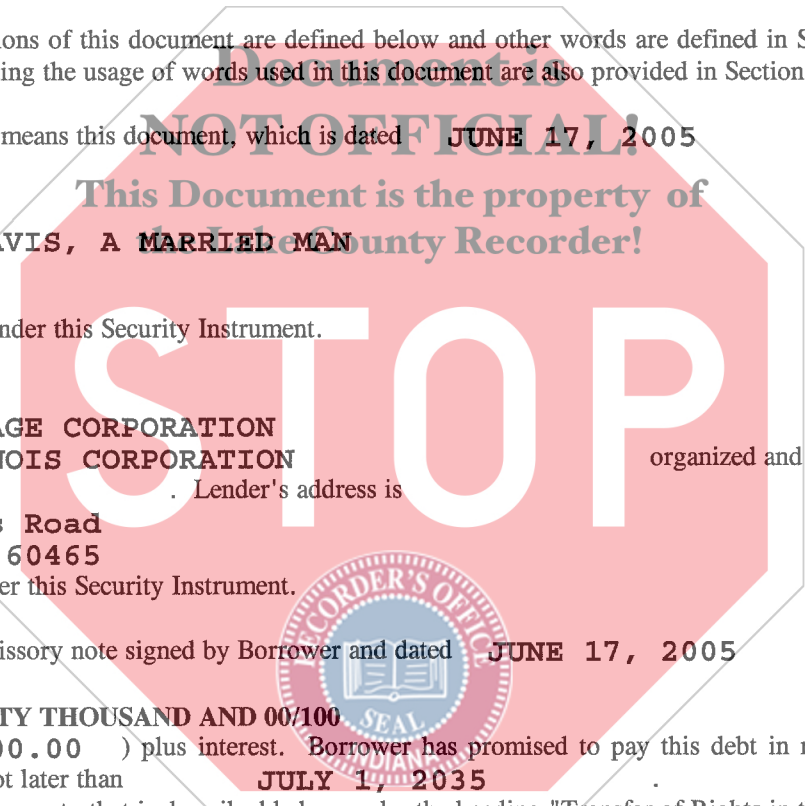 ions of this document are defined below and other words are defined in S
ing the usage of words used in this document are also provided in Section
Document is
means this document, which is dated JUNE 17, 2005
NOT OFFICIAL!
This Document is the property of
AVIS, A MARRIED MAN
the Lake County Recorder!
nder this Security Instrument.
STOP
AGE CORPORATION
NOIS CORPORATION organized and
. Lender's address is
s Road
60465
er this Security Instrument.
RECORDER'S OFFICE
issory note signed by Borrower and dated JUNE 17, 2005
TY THOUSAND AND 00/100
SEAL
00.00 ) plus interest. Borrower has promised to pay this debt in
INDIANA
ot later than JULY 1, 2035 .